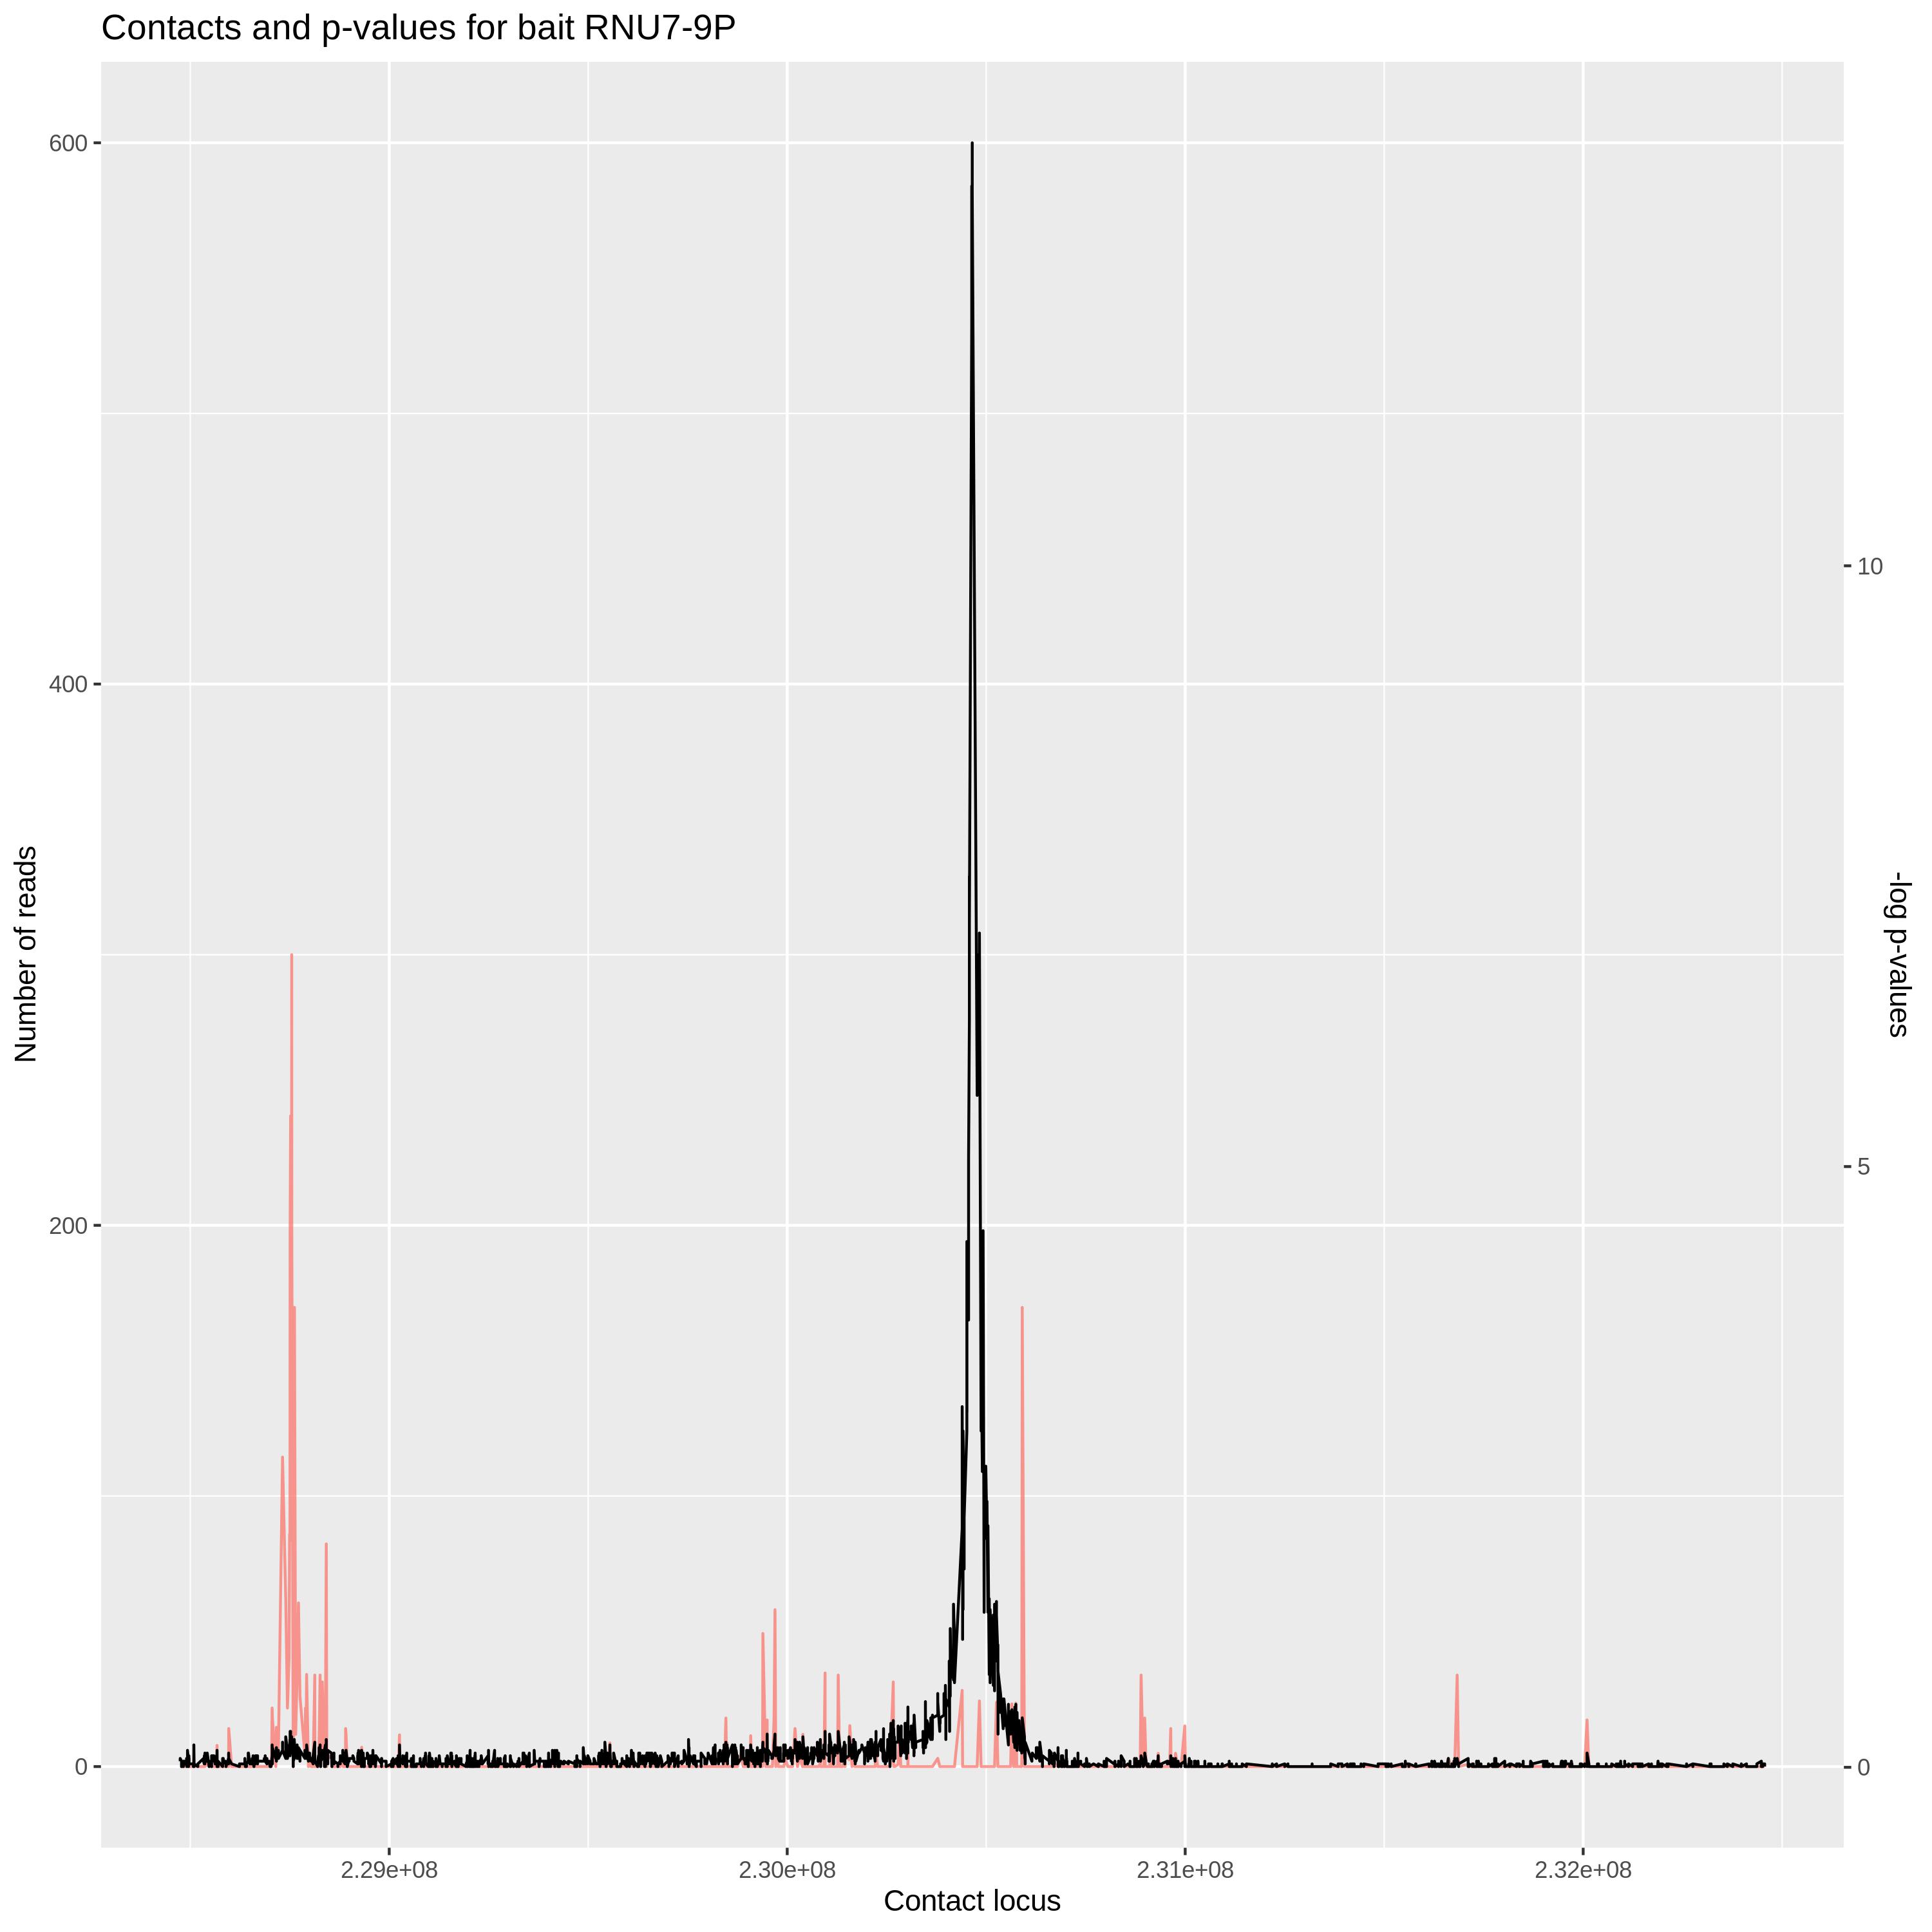 Contacts and p-values for bait RNU7-9P
600
400
200
0
Number of reads
10
5
0
-log p-values
2.29e+08
2.30e+08
2.31e+08
2.32e+08
Contact locus